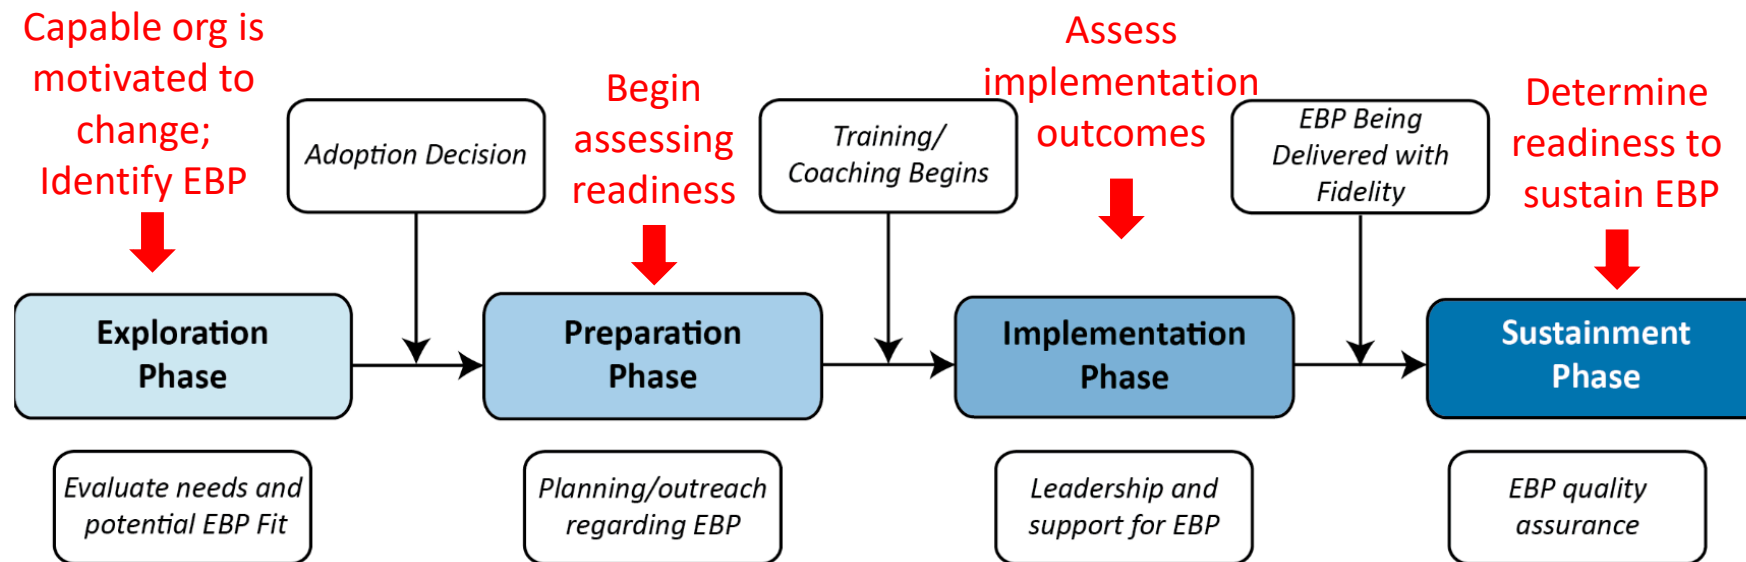 Capable org is
motivated to
change;
Identify EBP
Adoption Decision
Begin
assessing
readiness
Training/
Coaching Begins
Assess
implementation
outcomes
EBP Being
Delivered with
Fidelity
Determine
readiness to
sustain EBP
Exploration
Phase
Preparation
Phase
Implementation
Phase
Sustainment
Phase
Evaluate needs and
potential EBP Fit
Planning/outreach
regarding EBP
Leadership and
support for EBP
EBP quality
assurance